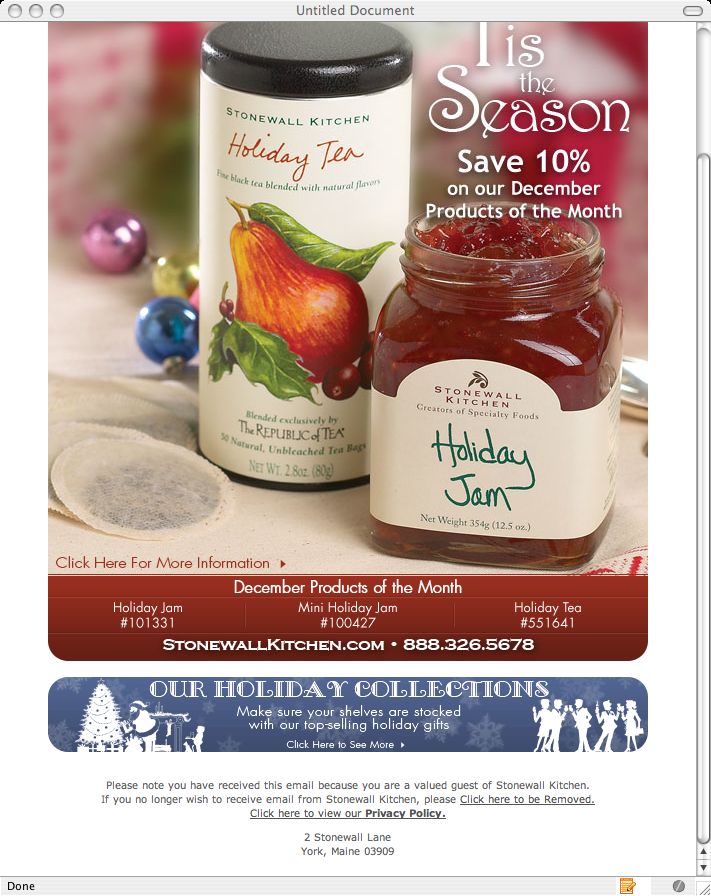 Untitled Document
'Tis
the
Season
Save 10%
on our December
Products of the Month
STONEWALL KITCHEN
Holiday Tea
Fine black tea blended with natural flavors
Blended exclusively by
THE REPUBLIC OF TEA
50 Natural, Unbleached Tea Bags
NET WT. 2.8oz. (80g)
STONEWALL
KITCHEN
Creators of Specialty Foods
Holiday
Jam
Net Weight 354g (12.5 oz.)
Click Here For More Information
December Products of the Month
Holiday Jam Mini Holiday Jam Holiday Tea
#101331 #100427 #551641
STONEWALLKITCHEN.COM • 888.326.5678
OUR HOLIDAY COLLECTIONS
Make sure your shelves are stocked
with our top-selling holiday gifts
Click Here to See More
Please note you have received this email because you are a valued guest of Stonewall Kitchen.
If you no longer wish to receive email from Stonewall Kitchen, please Click here to be Removed.
Click here to view our Privacy Policy.
2 Stonewall Lane
York, Maine 03909
Done